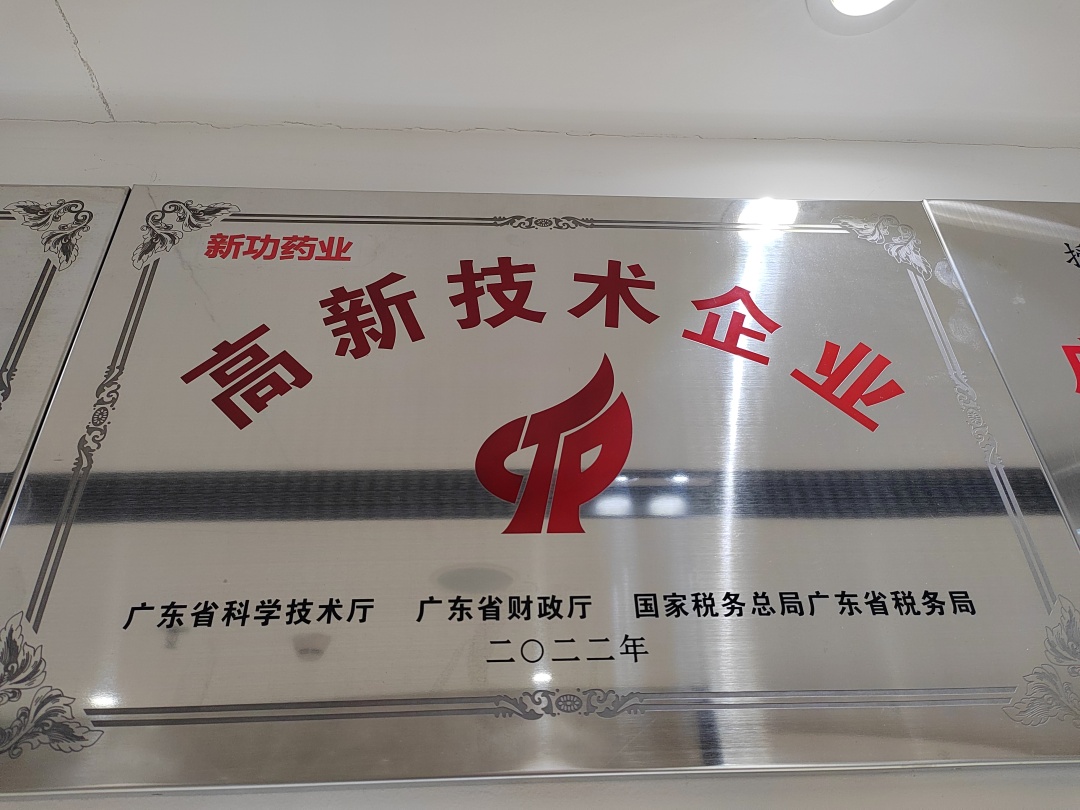 新功药业
高新技术企业
广东省科学技术厅 广东省财政厅 国家税务总局广东省税务局
二〇二二年